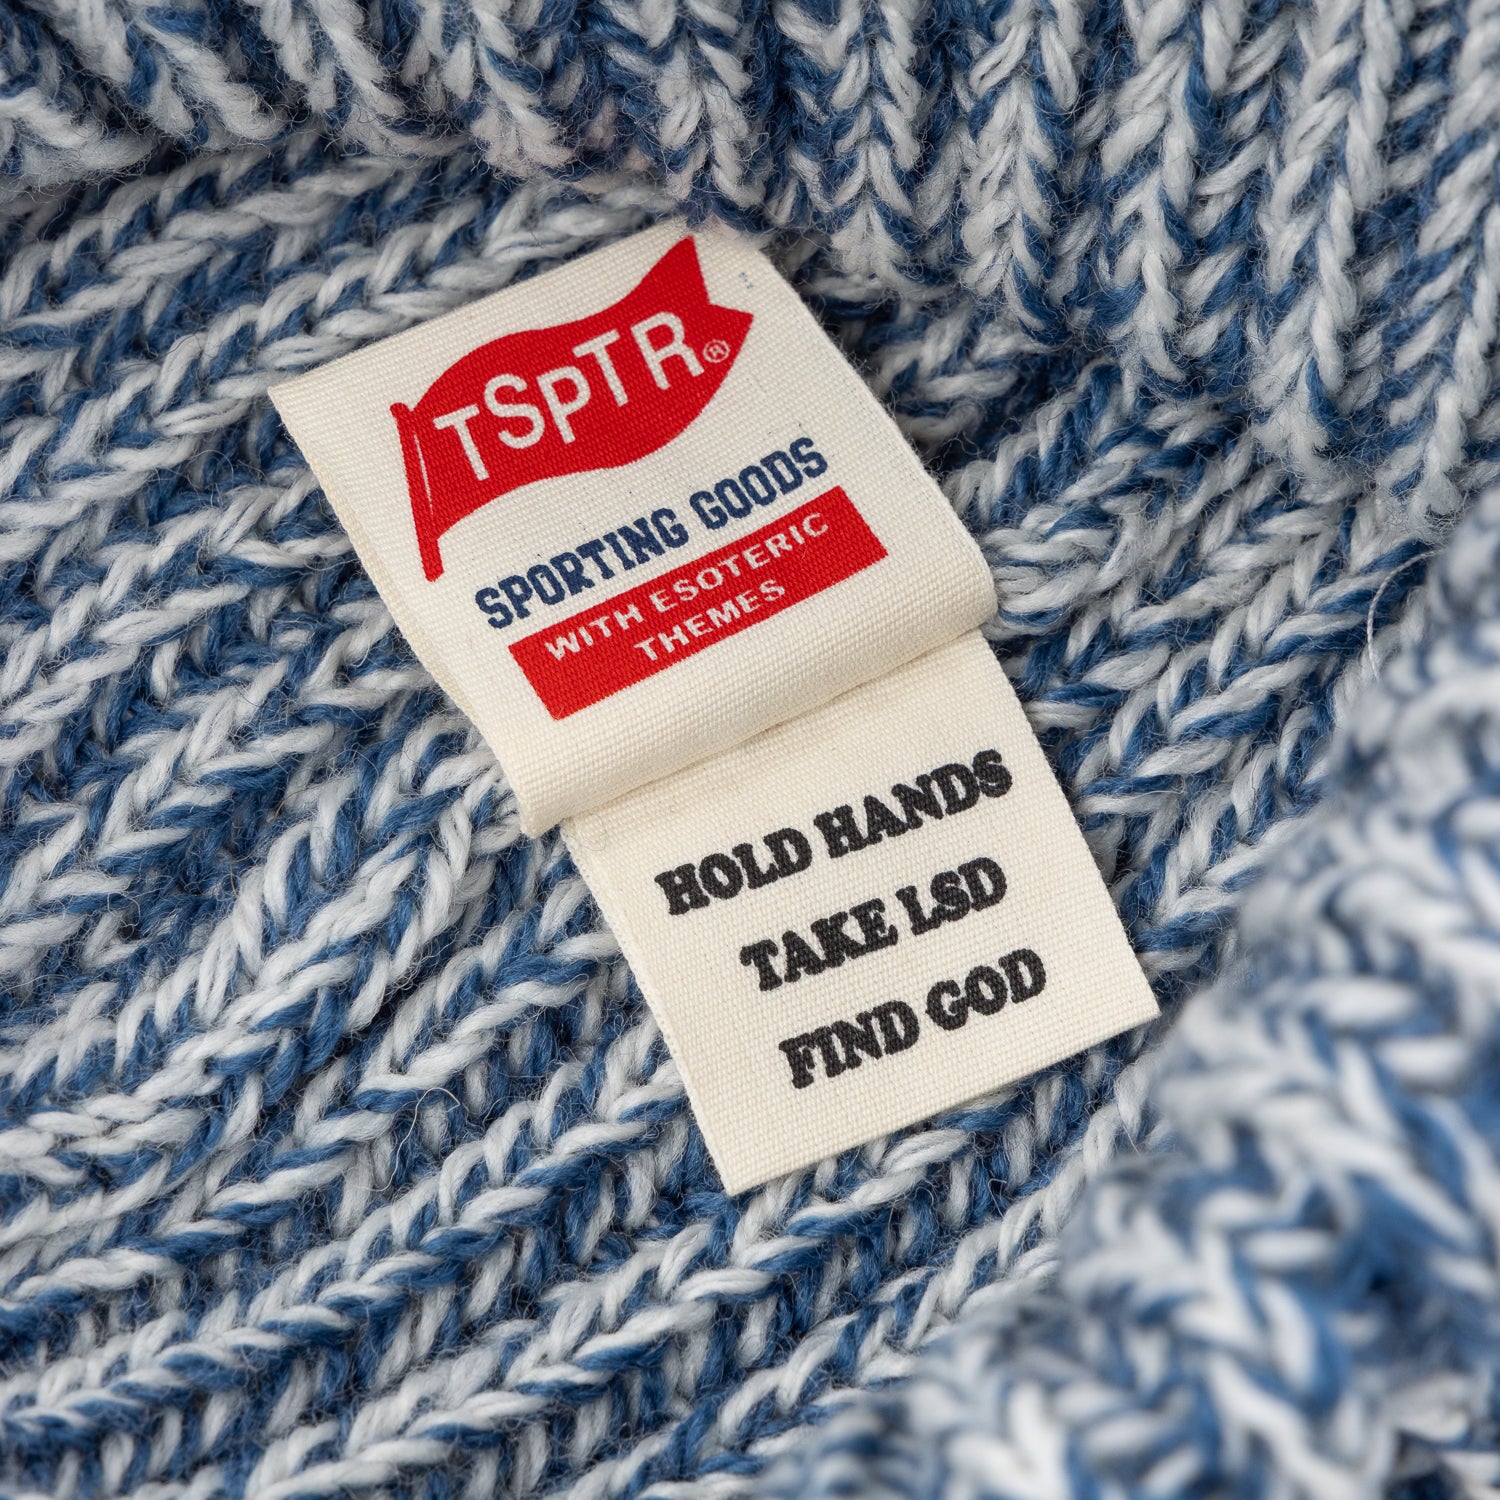 TSPTR®
SPORTING GOODS
WITH ESOTERIC
THEMES
HOLD HANDS
TAKE LSD
FIND GOD